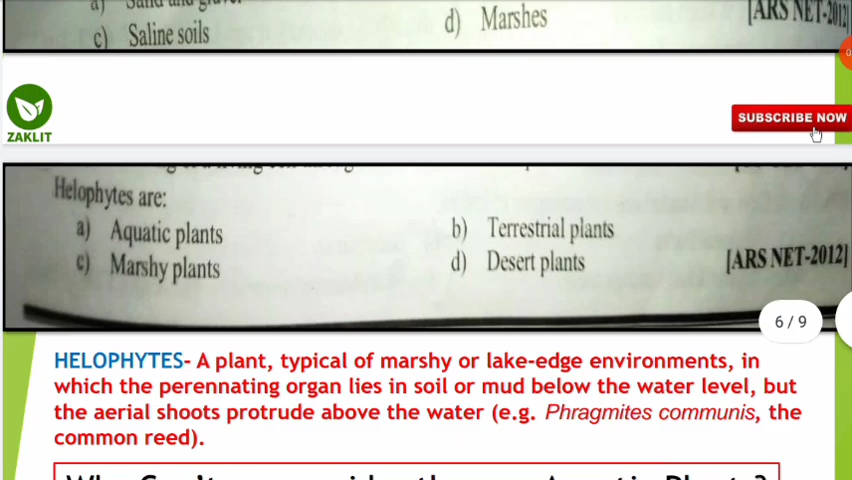 c) Saline soils
d) Marshes
[ARS NET-2012]
ZAKLIT
SUBSCRIBE NOW
Helophytes are:
a) Aquatic plants
b) Terrestrial plants
c) Marshy plants
d) Desert plants
[ARS NET-2012]
6 / 9
HELOPHYTES- A plant, typical of marshy or lake-edge environments, in
which the perennating organ lies in soil or mud below the water level, but
the aerial shoots protrude above the water (e.g. Phragmites communis, the
common reed).